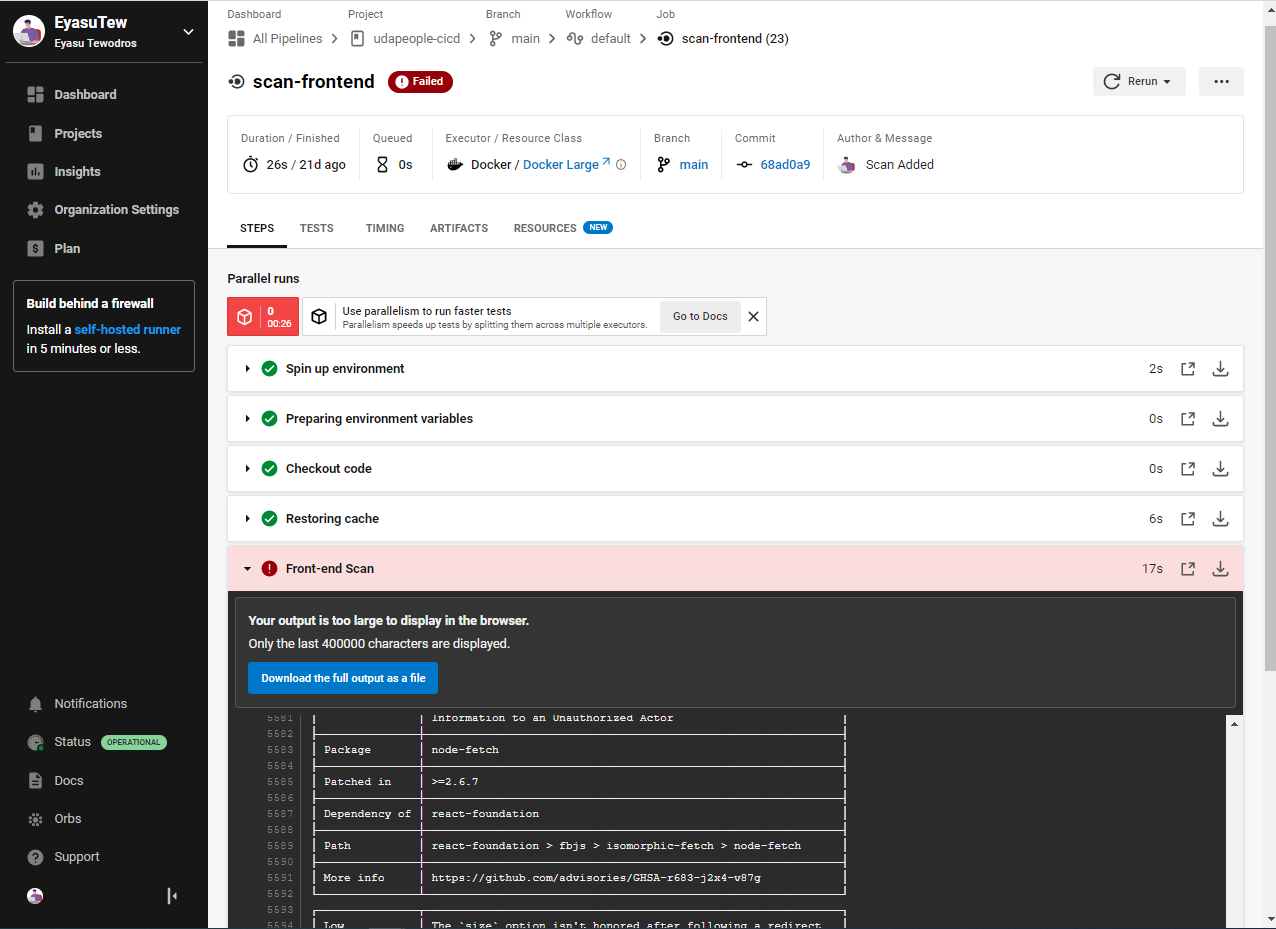 EyasuTew
Eyasu Tewodros
Dashboard
Projects
Insights
Organization Settings
Plan
Build behind a firewall
Install a self-hosted runner
in 5 minutes or less.
Notifications
Status OPERATIONAL
Docs
Orbs
Support
Dashboard Project Branch Workflow Job
All Pipelines udapeople-cicd main default scan-frontend (23)
scan-frontend Failed
Rerun
Duration / Finished Queued Executor / Resource Class Branch Commit Author & Message
26s / 21d ago 0s Docker / Docker Large main 68ad0a9 Scan Added
STEPS TESTS TIMING ARTIFACTS RESOURCES NEW
Parallel runs
0
00:26
Use parallelism to run faster tests
Parallelism speeds up tests by splitting them across multiple executors.
Go to Docs
Spin up environment 2s
Preparing environment variables 0s
Checkout code 0s
Restoring cache 6s
Front-end Scan 17s
Your output is too large to display in the browser.
Only the last 400000 characters are displayed.
Download the full output as a file
5581 Information to an Unauthorized Actor
5582
5583 Package node-fetch
5584
5585 Patched in >=2.6.7
5586
5587 Dependency of react-foundation
5588
5589 Path react-foundation > fbjs > isomorphic-fetch > node-fetch
5590
5591 More info https://github.com/advisories/GHSA-r683-j2x4-v87g
5592
5593
5594 Low The `size` option isn't honored after following a redirect